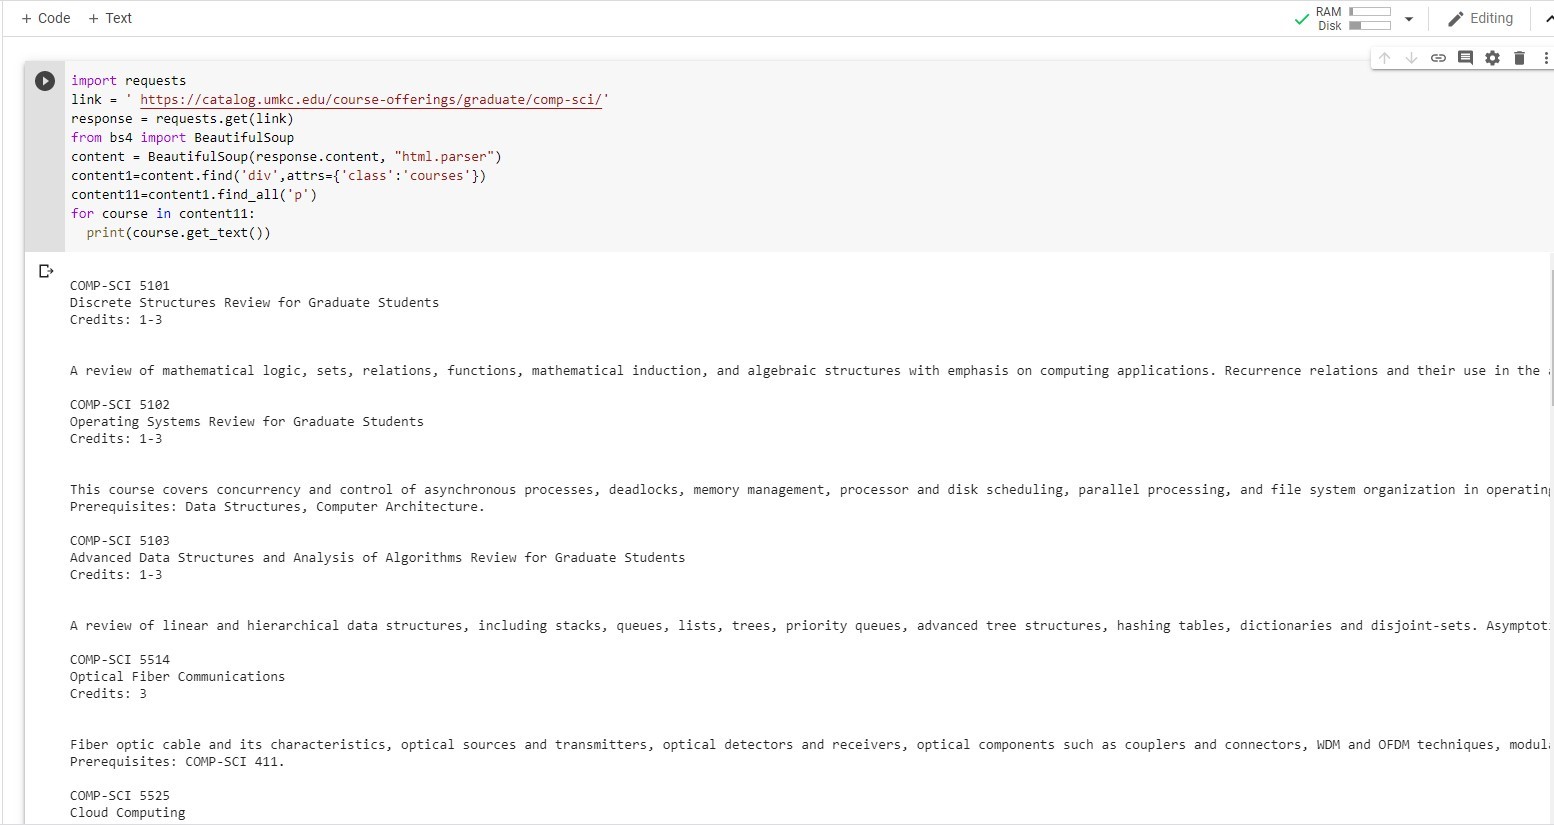 + Code + Text
RAM
Disk
Editing
import requests
link = ' https://catalog.umkc.edu/course-offerings/graduate/comp-sci/'
response = requests.get(link)
from bs4 import BeautifulSoup
content = BeautifulSoup(response.content, "html.parser")
content1=content.find('div',attrs={'class':'courses'})
content11=content1.find_all('p')
for course in content11:
  print(course.get_text())
COMP-SCI 5101
Discrete Structures Review for Graduate Students
Credits: 1-3
A review of mathematical logic, sets, relations, functions, mathematical induction, and algebraic structures with emphasis on computing applications. Recurrence relations and their use in the
COMP-SCI 5102
Operating Systems Review for Graduate Students
Credits: 1-3
This course covers concurrency and control of asynchronous processes, deadlocks, memory management, processor and disk scheduling, parallel processing, and file system organization in operating
Prerequisites: Data Structures, Computer Architecture.
COMP-SCI 5103
Advanced Data Structures and Analysis of Algorithms Review for Graduate Students
Credits: 1-3
A review of linear and hierarchical data structures, including stacks, queues, lists, trees, priority queues, advanced tree structures, hashing tables, dictionaries and disjoint-sets. Asymptot
COMP-SCI 5514
Optical Fiber Communications
Credits: 3
Fiber optic cable and its characteristics, optical sources and transmitters, optical detectors and receivers, optical components such as couplers and connectors, WDM and OFDM techniques, modul
Prerequisites: COMP-SCI 411.
COMP-SCI 5525
Cloud Computing